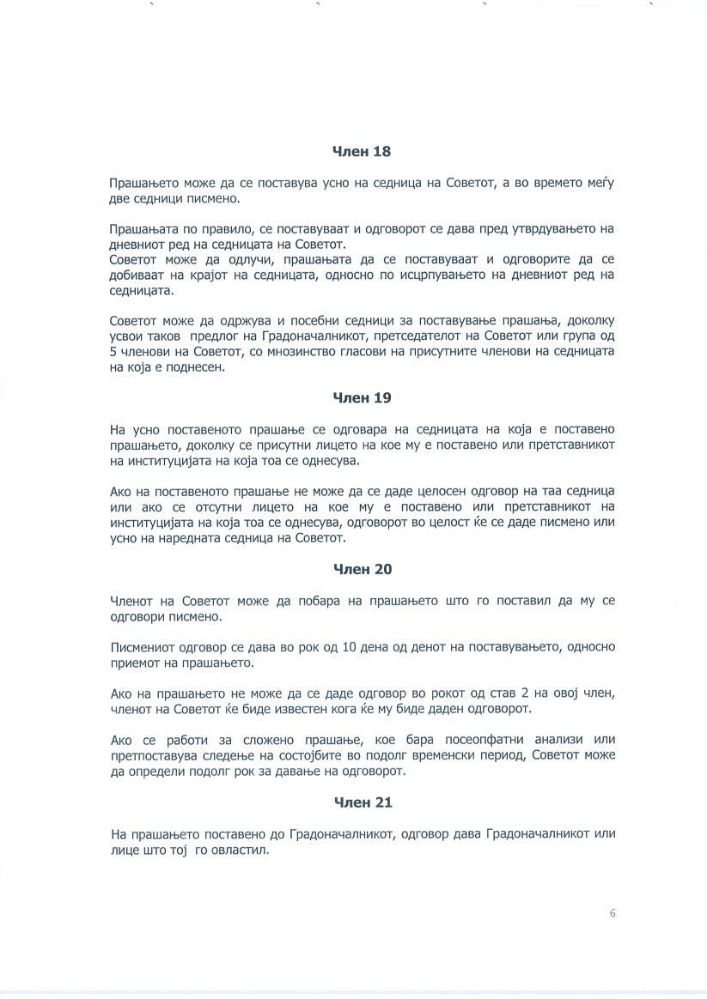 Член 18
Прашањето може да се поставува усно на седница на Советот, а во времето меѓу
две седници писмено.
Прашањата по правило, се поставуваат и одговорот се дава пред утврдувањето на
дневниот ред на седницата на Советот.
Советот може да одлучи, прашањата да се поставуваат и одговорите да се
добиваат на крајот на седницата, односно по исцрпувањето на дневниот ред на
седницата.
Советот може да одржува и посебни седници за поставување прашања, доколку
усвои таков  предлог на Градоначалникот, претседателот на Советот или група од
5 членови на Советот, со мнозинство гласови на присутните членови на седницата
на која е поднесен.
Член 19
На усно поставеното прашање се одговара на седницата на која е поставено
прашањето, доколку се присутни лицето на кое му е поставено или претставникот
на институцијата на која тоа се однесува.
Ако на поставеното прашање не може да се даде целосен одговор на таа седница
или ако се отсутни лицето на кое му е поставено или претставникот на
институцијата на која тоа се однесува, одговорот во целост ќе се даде писмено или
усно на наредната седница на Советот.
Член 20
Членот на Советот може да побара на прашањето што го поставил да му се
одговори писмено.
Писмениот одговор се дава во рок од 10 дена од денот на поставувањето, односно
приемот на прашањето.
Ако на прашањето не може да се даде одговор во рокот од став 2 на овој член,
членот на Советот ќе биде известен кога ќе му биде даден одговорот.
Ако се работи за сложено прашање, кое бара посеопфатни анализи или
претпоставува следење на состојбите во подолг временски период, Советот може
да определи подолг рок за давање на одговорот.
Член 21
На прашањето поставено до Градоначалникот, одговор дава Градоначалникот или
лице што тој  го овластил.
6